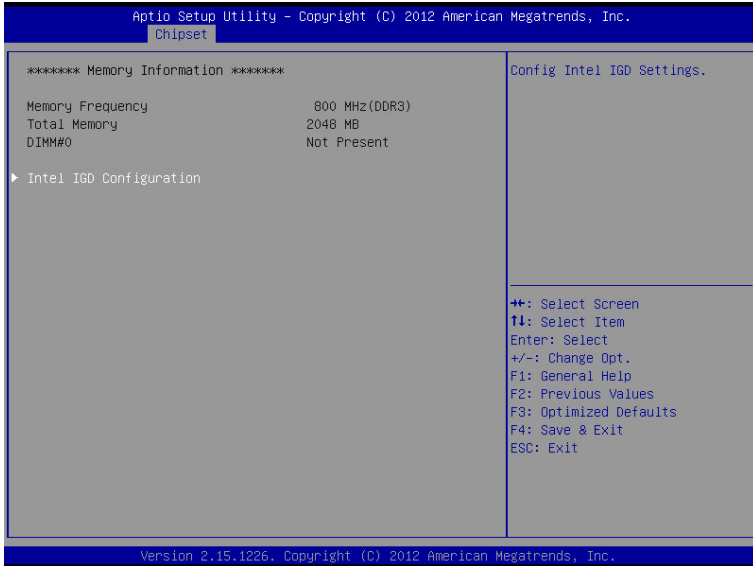 Aptio Setup Utility – Copyright (C) 2012 American Megatrends, Inc.
Chipset
******* Memory Information *******
Memory Frequency 800 MHz(DDR3)
Total Memory 2048 MB
DIMM#0 Not Present
▶ Intel IGD Configuration
Config Intel IGD Settings.
→←: Select Screen
↑↓: Select Item
Enter: Select
+/-: Change Opt.
F1: General Help
F2: Previous Values
F3: Optimized Defaults
F4: Save & Exit
ESC: Exit
Version 2.15.1226. Copyright (C) 2012 American Megatrends, Inc.